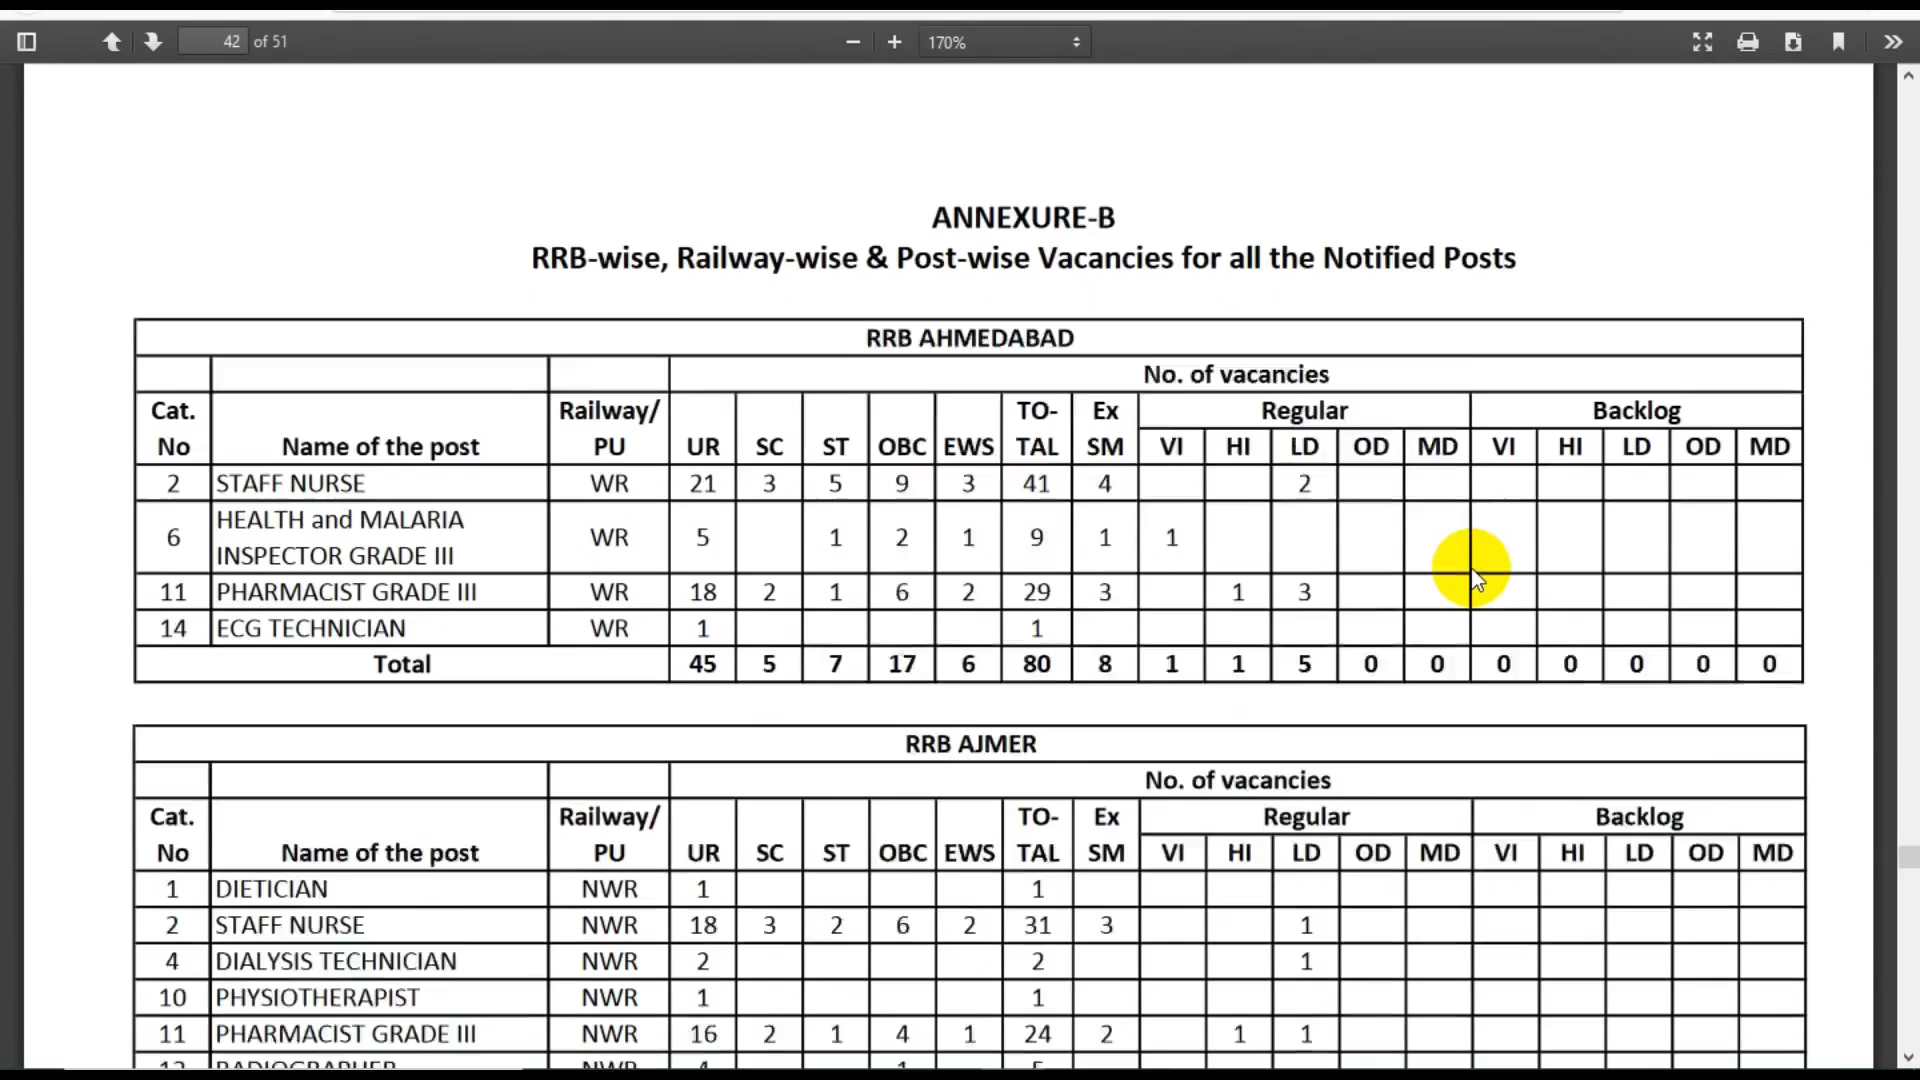 42 of 51
170%
ANNEXURE-B
RRB-wise, Railway-wise & Post-wise Vacancies for all the Notified Posts
RRB AHMEDABAD
No. of vacancies
Cat. No Name of the post Railway/ PU UR SC ST OBC EWS TO- TAL Ex SM Regular Backlog
VI HI LD OD MD VI HI LD OD MD
2 STAFF NURSE WR 21 3 5 9 3 41 4 2
6 HEALTH and MALARIA INSPECTOR GRADE III WR 5 1 2 1 9 1 1
11 PHARMACIST GRADE III WR 18 2 1 6 2 29 3 1 3
14 ECG TECHNICIAN WR 1 1
Total 45 5 7 17 6 80 8 1 1 5 0 0 0 0 0 0 0
RRB AJMER
No. of vacancies
Cat. No Name of the post Railway/ PU UR SC ST OBC EWS TO- TAL Ex SM Regular Backlog
VI HI LD OD MD VI HI LD OD MD
1 DIETICIAN NWR 1 1
2 STAFF NURSE NWR 18 3 2 6 2 31 3 1
4 DIALYSIS TECHNICIAN NWR 2 2 1
10 PHYSIOTHERAPIST NWR 1 1
11 PHARMACIST GRADE III NWR 16 2 1 4 1 24 2 1 1
RADIOGRAPHER NWR